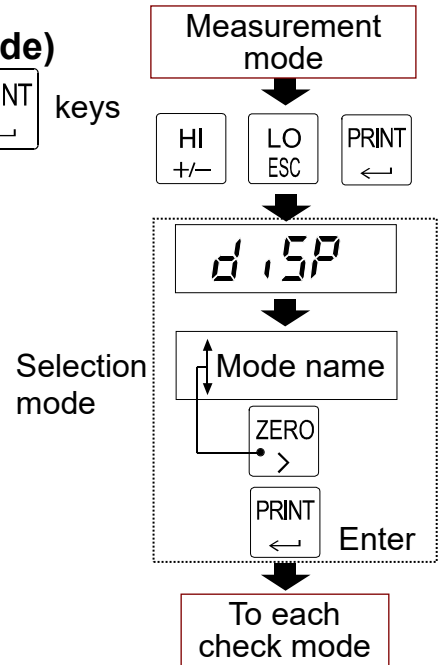 de)
NT
keys
Measurement
mode
HI
+/−
LO
ESC
PRINT
diSP
Selection
mode
Mode name
ZERO
>
PRINT
Enter
To each
check mode